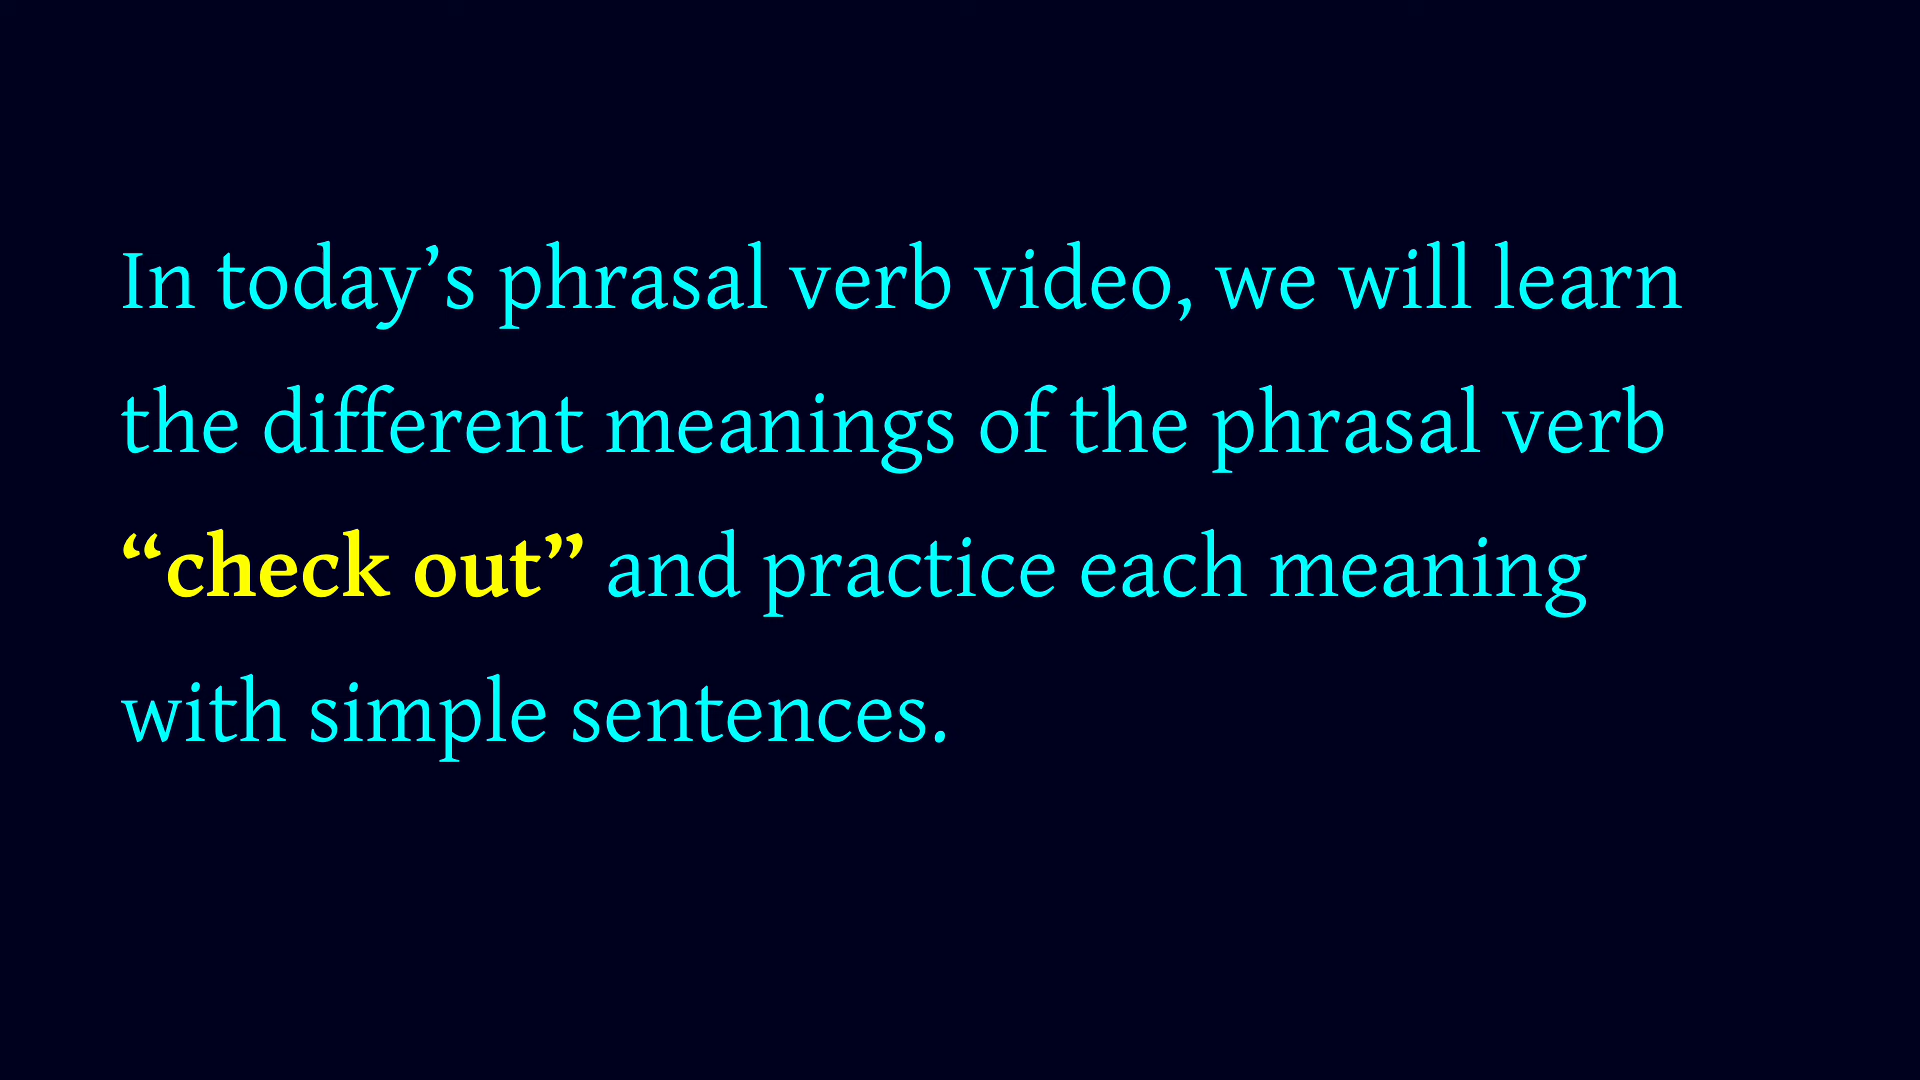 In today’s phrasal verb video, we will learn
the different meanings of the phrasal verb
“check out” and practice each meaning
with simple sentences.